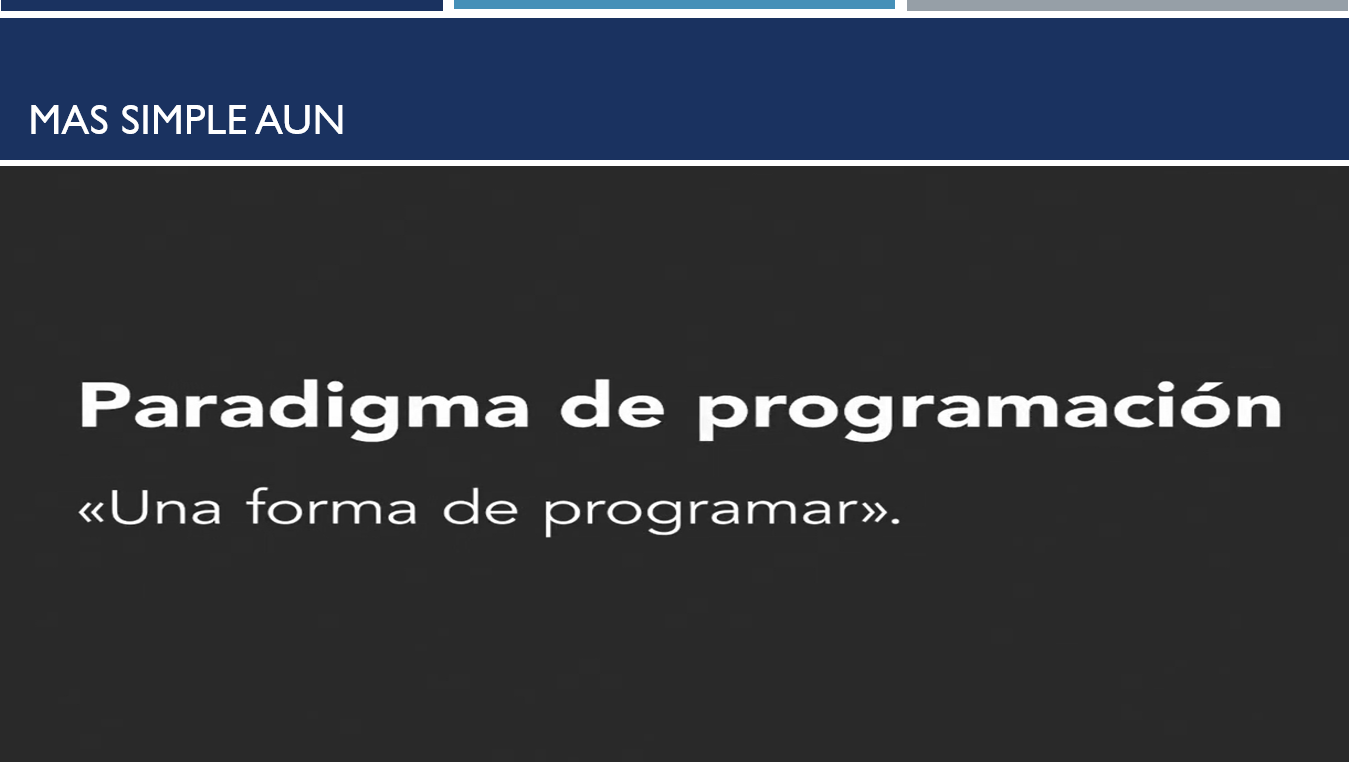 MAS SIMPLE AUN
Paradigma de programación
«Una forma de programar».